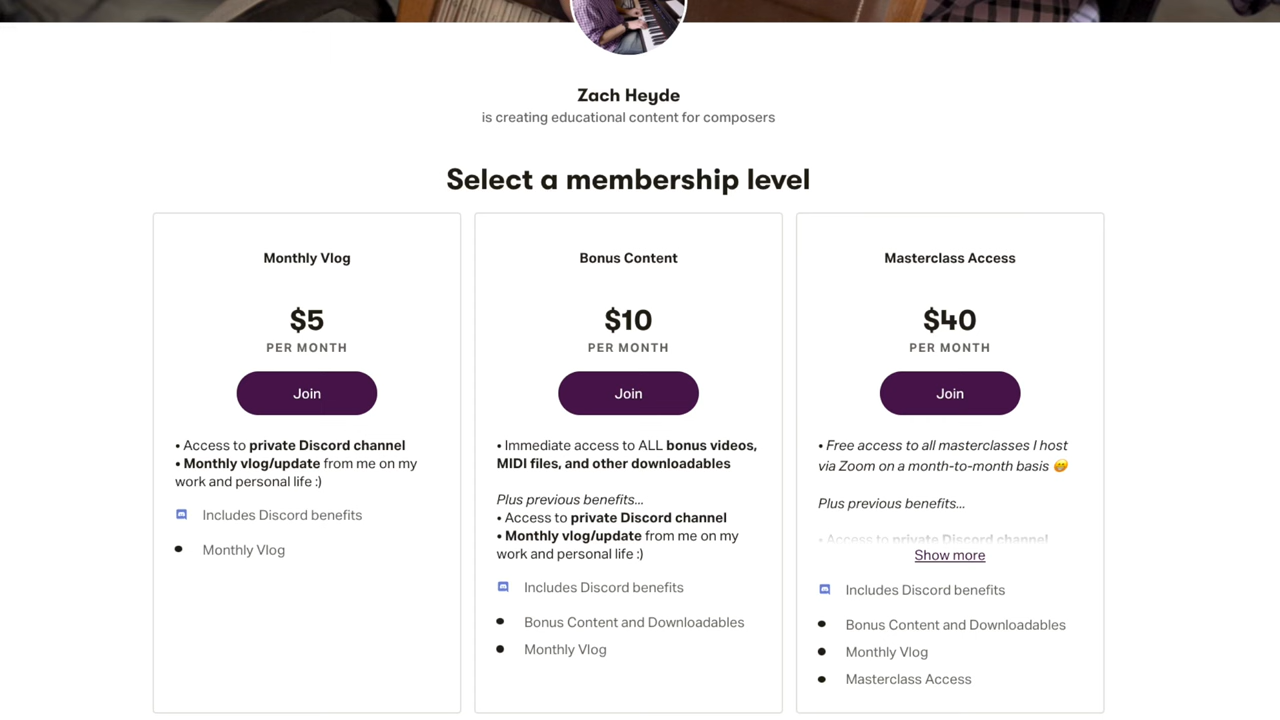 Zach Heyde
is creating educational content for composers
Select a membership level
Monthly Vlog
$5
PER MONTH
Join
• Access to private Discord channel
• Monthly vlog/update from me on my
work and personal life :)
Includes Discord benefits
Monthly Vlog
Bonus Content
$10
PER MONTH
Join
• Immediate access to ALL bonus videos,
MIDI files, and other downloadables
Plus previous benefits...
• Access to private Discord channel
• Monthly vlog/update from me on my
work and personal life :)
Includes Discord benefits
Bonus Content and Downloadables
Monthly Vlog
Masterclass Access
$40
PER MONTH
Join
• Free access to all masterclasses I host
via Zoom on a month-to-month basis 🤭
Plus previous benefits...
• Access to private Discord channel
Show more
Includes Discord benefits
Bonus Content and Downloadables
Monthly Vlog
Masterclass Access